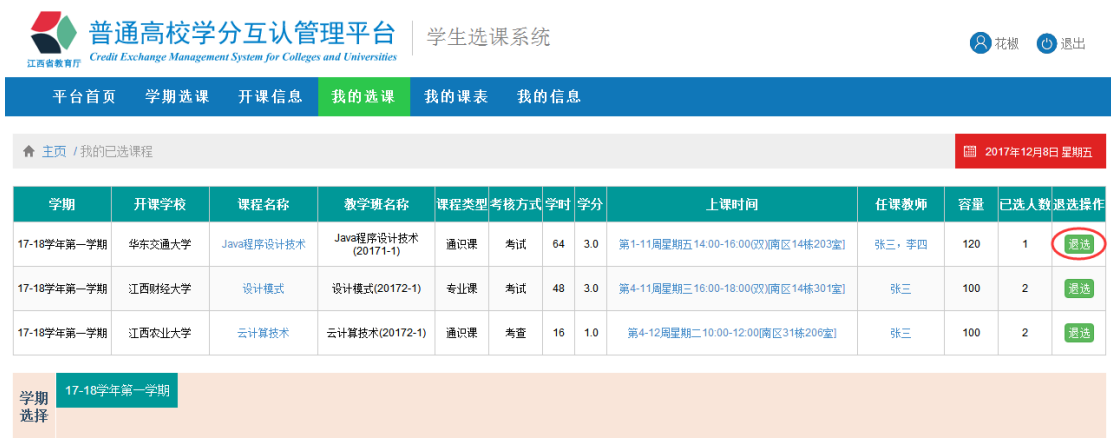 普通高校学分互认管理平台 学生选课系统
江西省教育厅 Credit Exchange Management System for Colleges and Universities
花椒 退出
平台首页 学期选课 开课信息 我的选课 我的课表 我的信息
主页 / 我的已选课程 2017年12月8日 星期五
学期 开课学校 课程名称 教学班名称 课程类型 考核方式 学时 学分 上课时间 任课教师 容量 已选人数 退选操作
17-18学年第一学期 华东交通大学 Java程序设计技术 Java程序设计技术(20171-1) 通识课 考试 64 3.0 第1-11周星期五14:00-16:00(双)[南区14栋203室] 张三，李四 120 1 退选
17-18学年第一学期 江西财经大学 设计模式 设计模式(20172-1) 专业课 考试 48 3.0 第4-11周星期三16:00-18:00(双)[南区14栋301室] 张三 100 2 退选
17-18学年第一学期 江西农业大学 云计算技术 云计算技术(20172-1) 通识课 考查 16 1.0 第4-12周星期二10:00-12:00[南区31栋206室] 张三 100 2 退选
学期选择 17-18学年第一学期